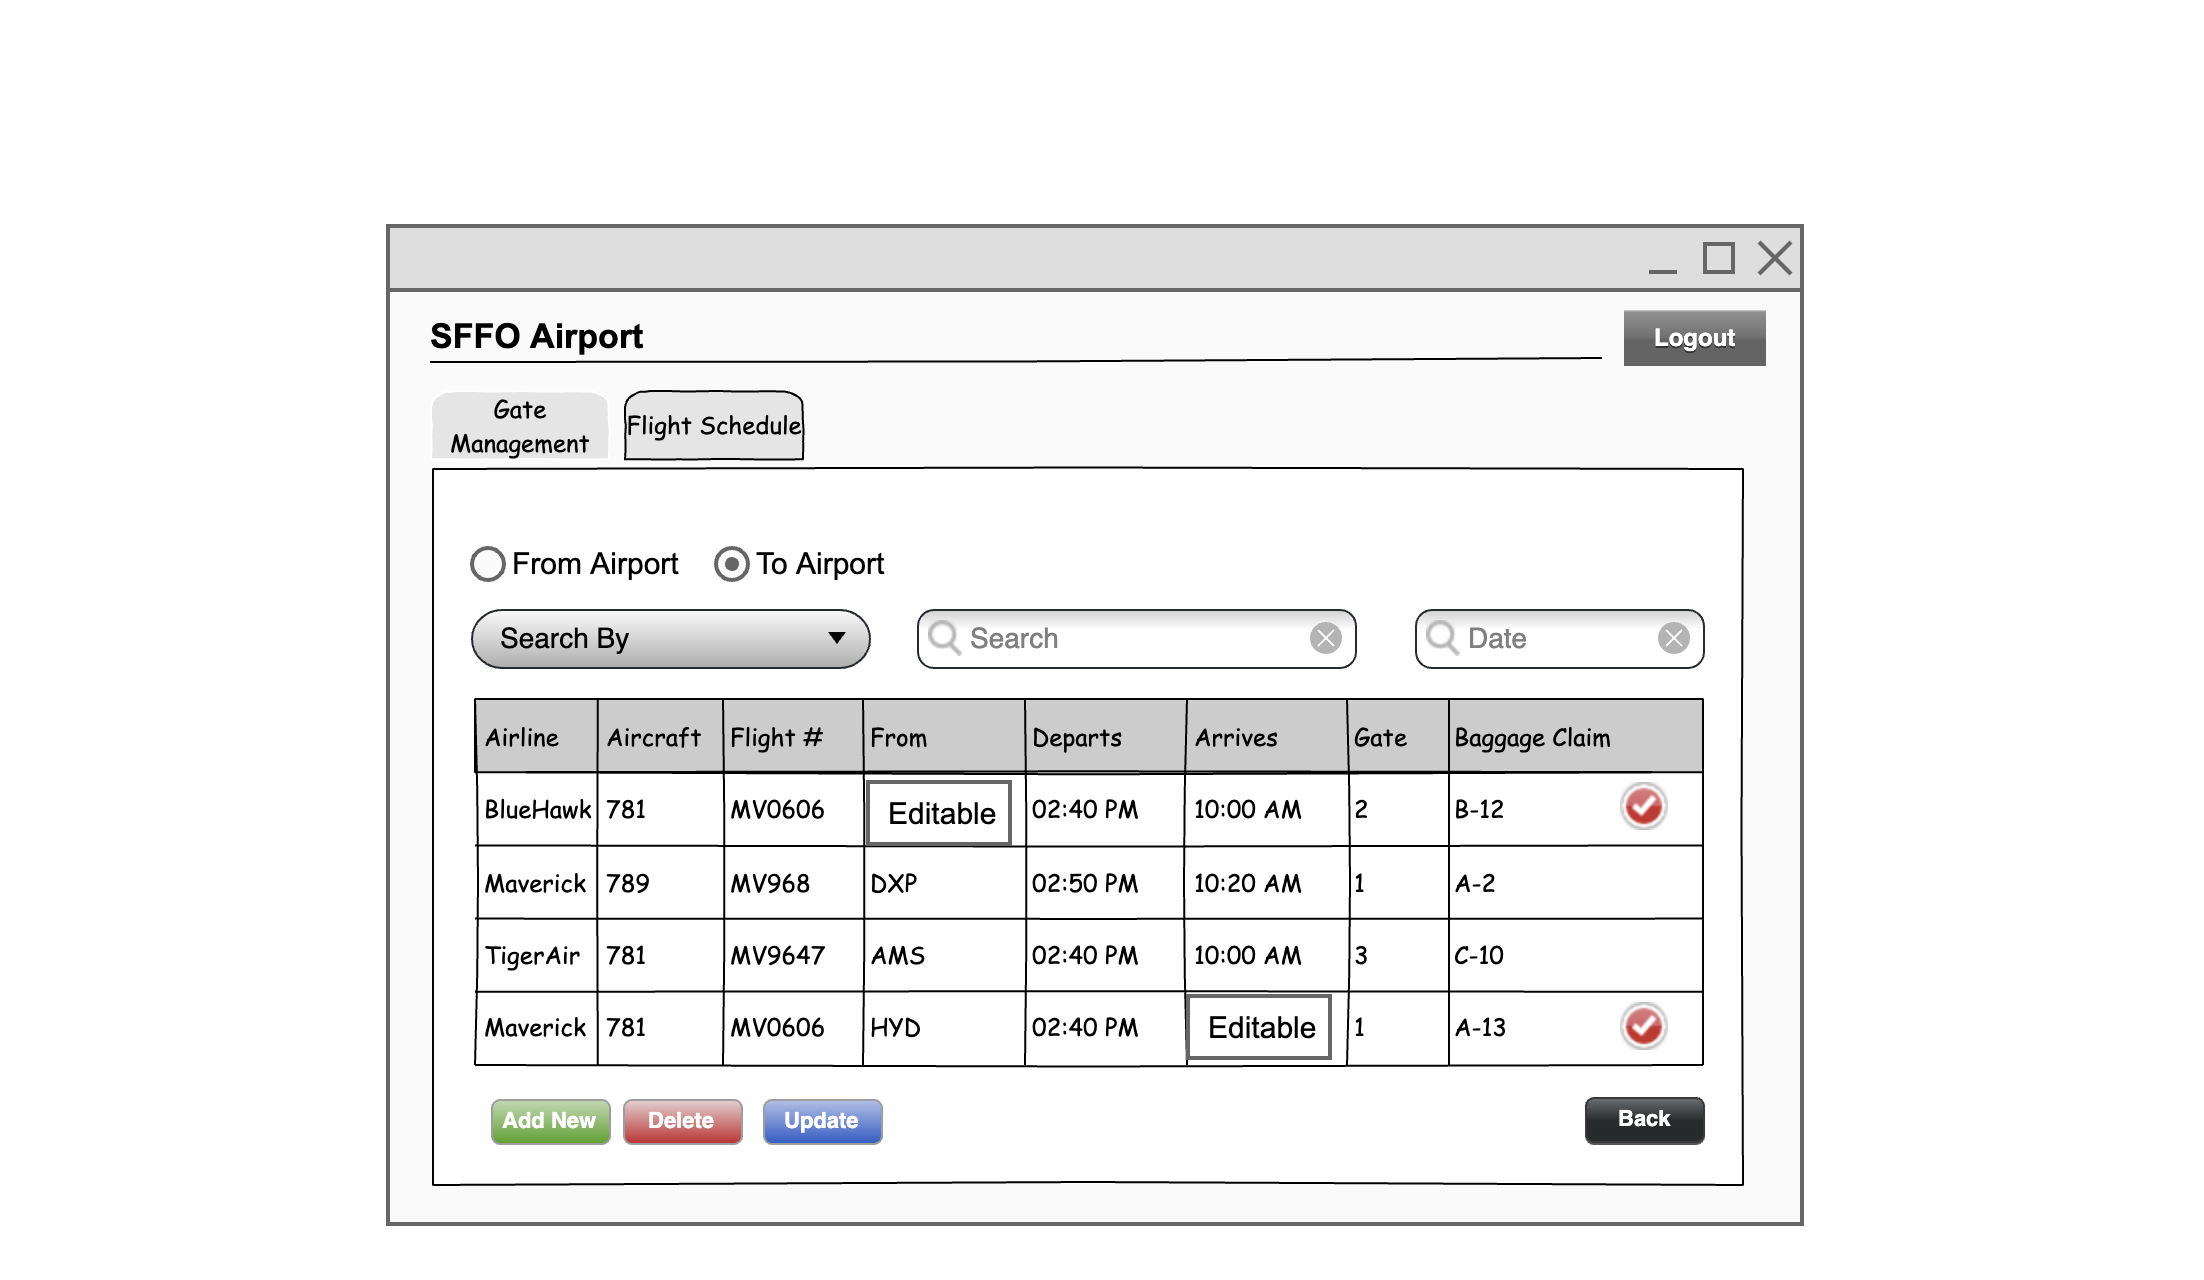 SFFO Airport
Logout
Gate
Management
Flight Schedule
From Airport To Airport
Search By Search Date
Airline Aircraft Flight # From Departs Arrives Gate Baggage Claim
BlueHawk 781 MV0606 Editable 02:40 PM 10:00 AM 2 B-12
Maverick 789 MV968 DXP 02:50 PM 10:20 AM 1 A-2
TigerAir 781 MV9647 AMS 02:40 PM 10:00 AM 3 C-10
Maverick 781 MV0606 HYD 02:40 PM Editable 1 A-13
Add New Delete Update Back